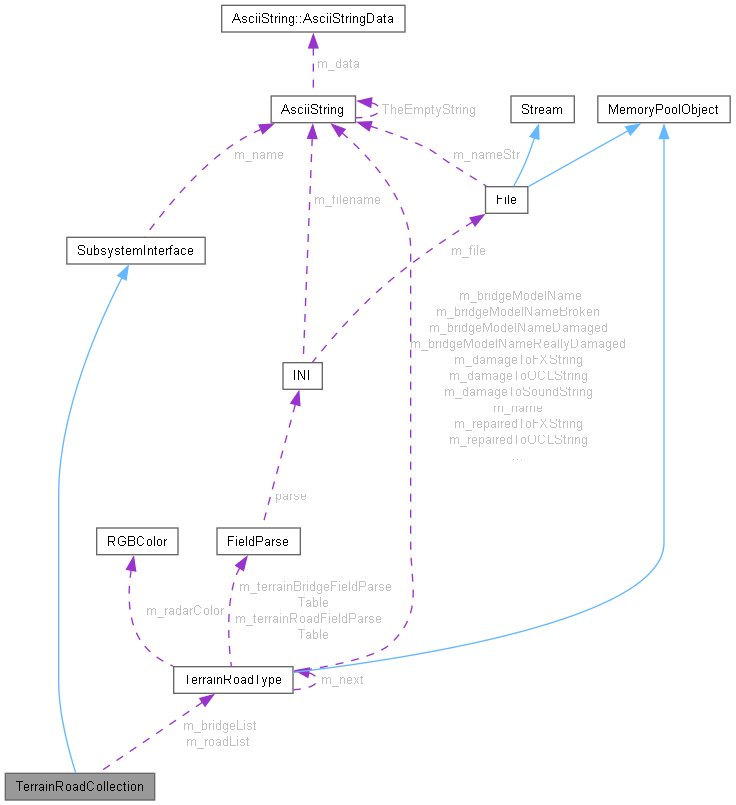 AsciiString::AsciiStringData
m_data
AsciiString
TheEmptyString
Stream
MemoryPoolObject
m_name
m_nameStr
m_filename
File
SubsystemInterface
m_file
m_bridgeModelName
m_bridgeModelNameBroken
m_bridgeModelNameDamaged
m_bridgeModelNameReallyDamaged
m_damageToFXString
m_damageToOCLString
m_damageToSoundString
m_name
m_repairedToFXString
m_repairedToOCLString
...
INI
parse
RGBColor
FieldParse
m_terrainBridgeFieldParse
Table
m_terrainRoadFieldParse
Table
m_radarColor
TerrainRoadType
m_next
m_bridgeList
m_roadList
TerrainRoadCollection